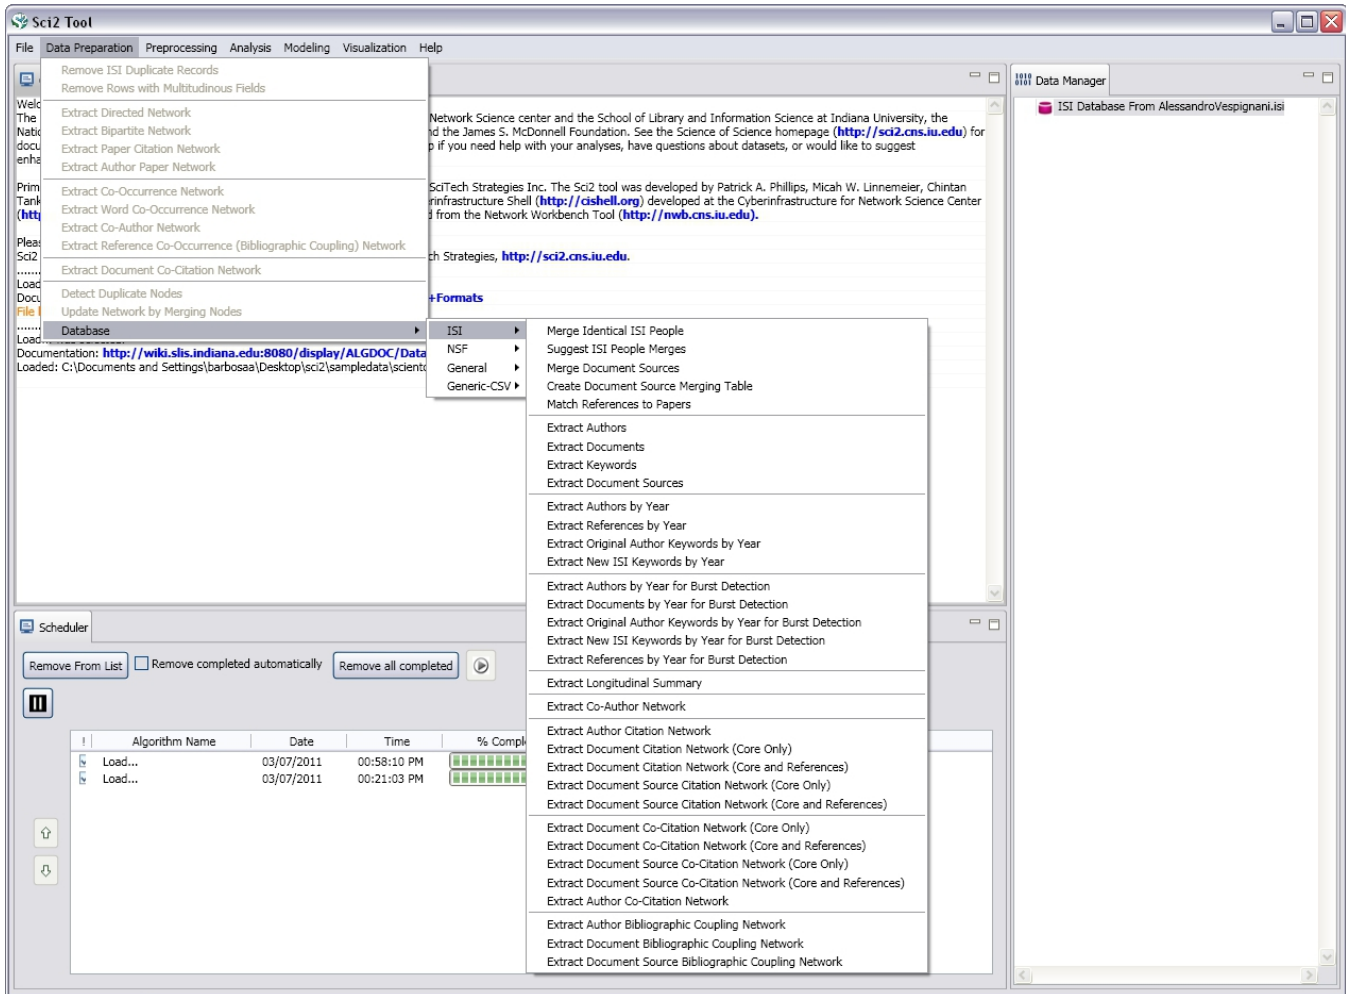 Sci2 Tool
File Data Preparation Preprocessing Analysis Modeling Visualization Help
Remove ISI Duplicate Records
Remove Rows with Multitudinous Fields
Extract Directed Network
Extract Bipartite Network
Extract Paper Citation Network
Extract Author Paper Network
Extract Co-Occurrence Network
Extract Word Co-Occurrence Network
Extract Co-Author Network
Extract Reference Co-Occurrence (Bibliographic Coupling) Network
Extract Document Co-Citation Network
Detect Duplicate Nodes
Update Network by Merging Nodes
Database
Network Science center and the School of Library and Information Science at Indiana University, the
the James S. McDonnell Foundation. See the Science of Science homepage (http://sci2.cns.iu.edu) for
if you need help with your analyses, have questions about datasets, or would like to suggest
SciTech Strategies Inc. The Sci2 tool was developed by Patrick A. Phillips, Micah W. Linnemeier, Chintan
Tank
rinfrastructure Shell (http://cishell.org) developed at the Cyberinfrastructure for Network Science Center
from the Network Workbench Tool (http://nwb.cns.iu.edu).
Sci2
ch Strategies, http://sci2.cns.iu.edu.
+Formats
Documentation: http://wiki.slis.indiana.edu:8080/display/ALGDOC/Data
Loaded: C:\Documents and Settings\barbosaa\Desktop\sci2\sampledata\sciento
ISI
NSF
General
Generic-CSV
Merge Identical ISI People
Suggest ISI People Merges
Merge Document Sources
Create Document Source Merging Table
Match References to Papers
Extract Authors
Extract Documents
Extract Keywords
Extract Document Sources
Extract Authors by Year
Extract References by Year
Extract Original Author Keywords by Year
Extract New ISI Keywords by Year
Extract Authors by Year for Burst Detection
Extract Documents by Year for Burst Detection
Extract Original Author Keywords by Year for Burst Detection
Extract New ISI Keywords by Year for Burst Detection
Extract References by Year for Burst Detection
Extract Longitudinal Summary
Extract Co-Author Network
Extract Author Citation Network
Extract Document Citation Network (Core Only)
Extract Document Citation Network (Core and References)
Extract Document Source Citation Network (Core Only)
Extract Document Source Citation Network (Core and References)
Extract Document Co-Citation Network (Core Only)
Extract Document Co-Citation Network (Core and References)
Extract Document Source Co-Citation Network (Core Only)
Extract Document Source Co-Citation Network (Core and References)
Extract Author Co-Citation Network
Extract Author Bibliographic Coupling Network
Extract Document Bibliographic Coupling Network
Extract Document Source Bibliographic Coupling Network
Scheduler
Remove From List Remove completed automatically Remove all completed
! Algorithm Name Date Time % Comple
Load... 03/07/2011 00:58:10 PM
Load... 03/07/2011 00:21:03 PM
Data Manager
ISI Database From AlessandroVespignani.isi